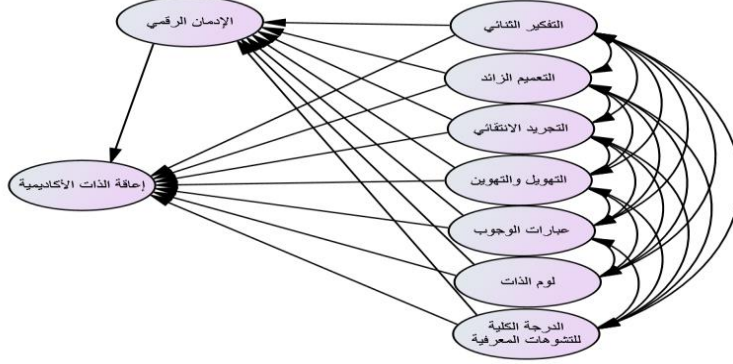 الإدمان الرقمي
التفكير الثنائي
التعميم الزائد
التجريد الانتقائي
التهويل والتهوين
إعاقة الذات الأكاديمية
عبارات الوجوب
لوم الذات
الدرجة الكلية
للتشوهات المعرفية